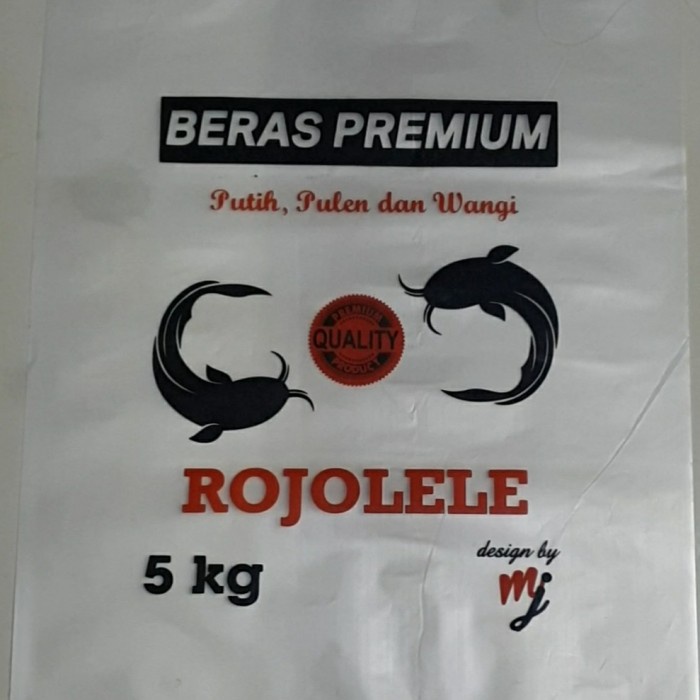 BERAS PREMIUM
Putih, Pulen dan Wangi
PREMIUM
QUALITY
PRODUCT
ROJOLELE
5 kg
design by
mj